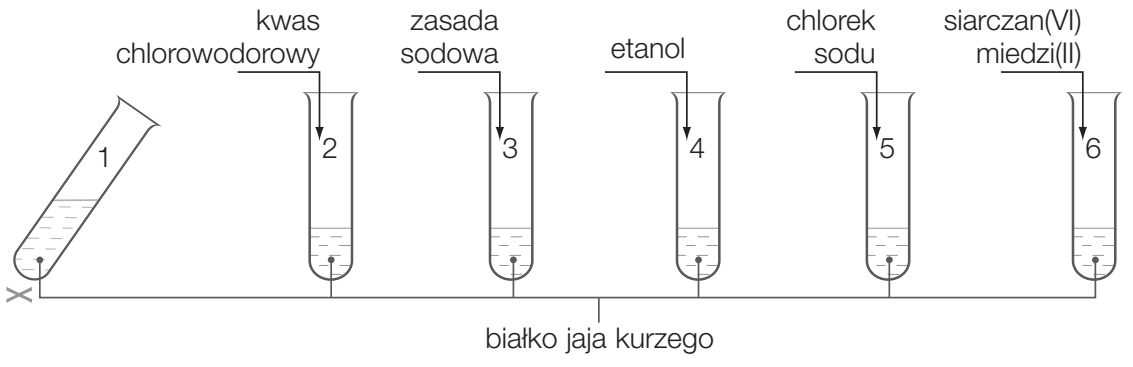 kwas
chlorowodorowy
zasada
sodowa
etanol
chlorek
sodu
siarczan(VI)
miedzi(II)
1
2
3
4
5
6
białko jaja kurzego